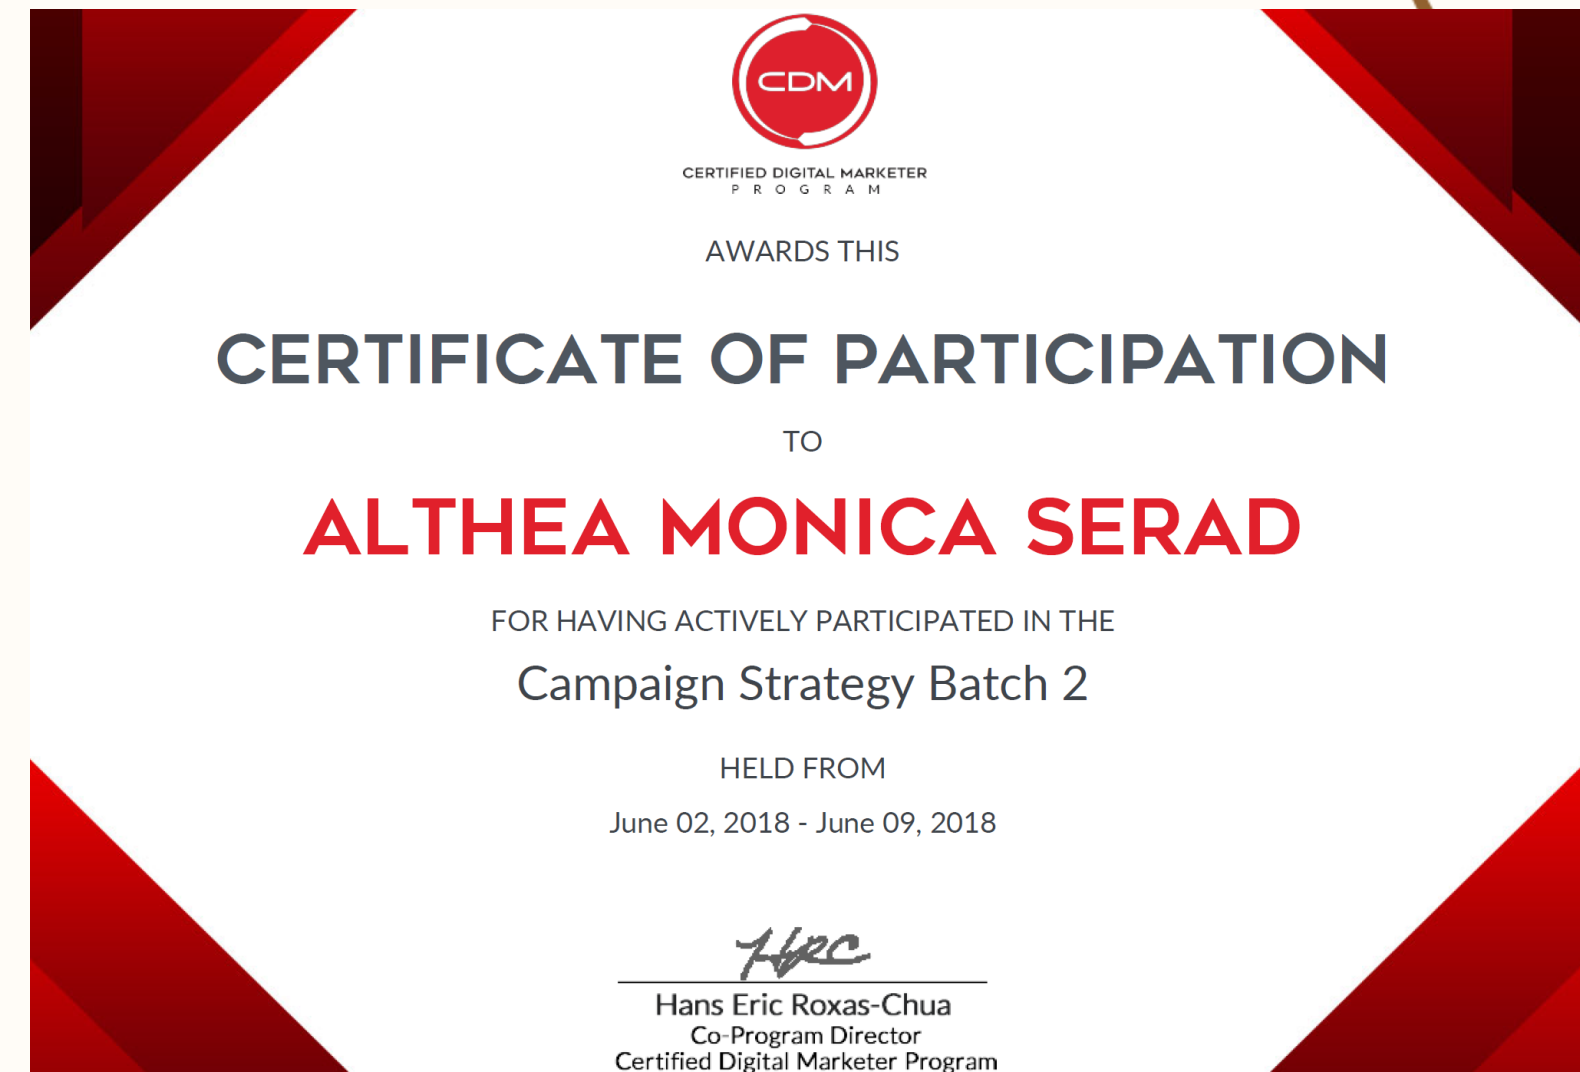 CDM
CERTIFIED DIGITAL MARKETER
PROGRAM
AWARDS THIS
CERTIFICATE OF PARTICIPATION
TO
ALTHEA MONICA SERAD
FOR HAVING ACTIVELY PARTICIPATED IN THE
Campaign Strategy Batch 2
HELD FROM
June 02, 2018 - June 09, 2018
HRC
Hans Eric Roxas-Chua
Co-Program Director
Certified Digital Marketer Program